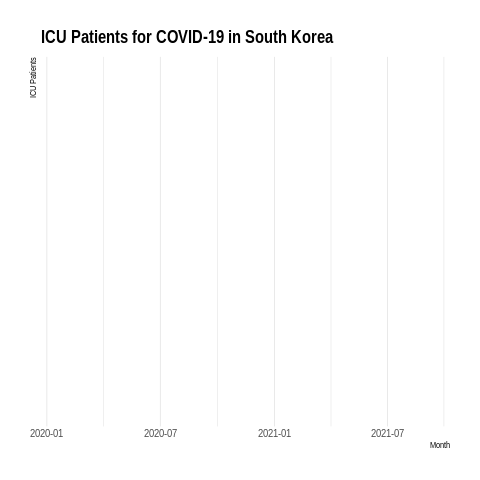 ICU Patients for COVID-19 in South Korea
ICU Patients
2020-01 2020-07 2021-01 2021-07
Month